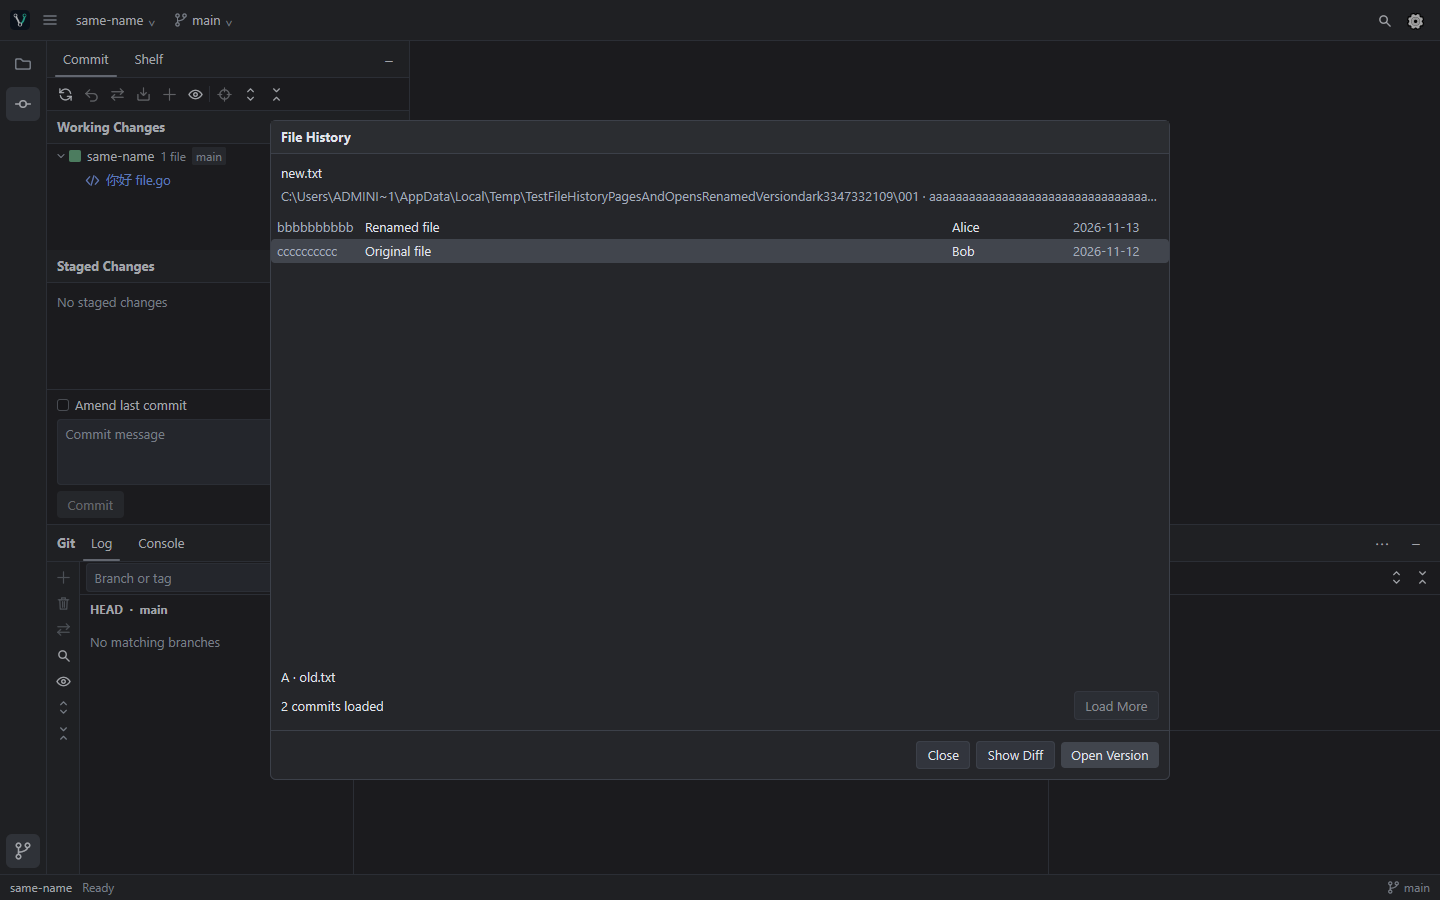 same-name main
Commit Shelf
Working Changes
same-name 1 file main
你好 file.go
Staged Changes
No staged changes
Amend last commit
Commit message
Commit
File History
new.txt
C:\Users\ADMINI~1\AppData\Local\Temp\TestFileHistoryPagesAndOpensRenamedVersiondark3347332109\001 · aaaaaaaaaaaaaaaaaaaaaaaaaaaaaaaaa...
bbbbbbbbbb Renamed file Alice 2026-11-13
cccccccccc Original file Bob 2026-11-12
A · old.txt
2 commits loaded Load More
Close Show Diff Open Version
Git Log Console
Branch or tag
HEAD · main
No matching branches
same-name Ready main